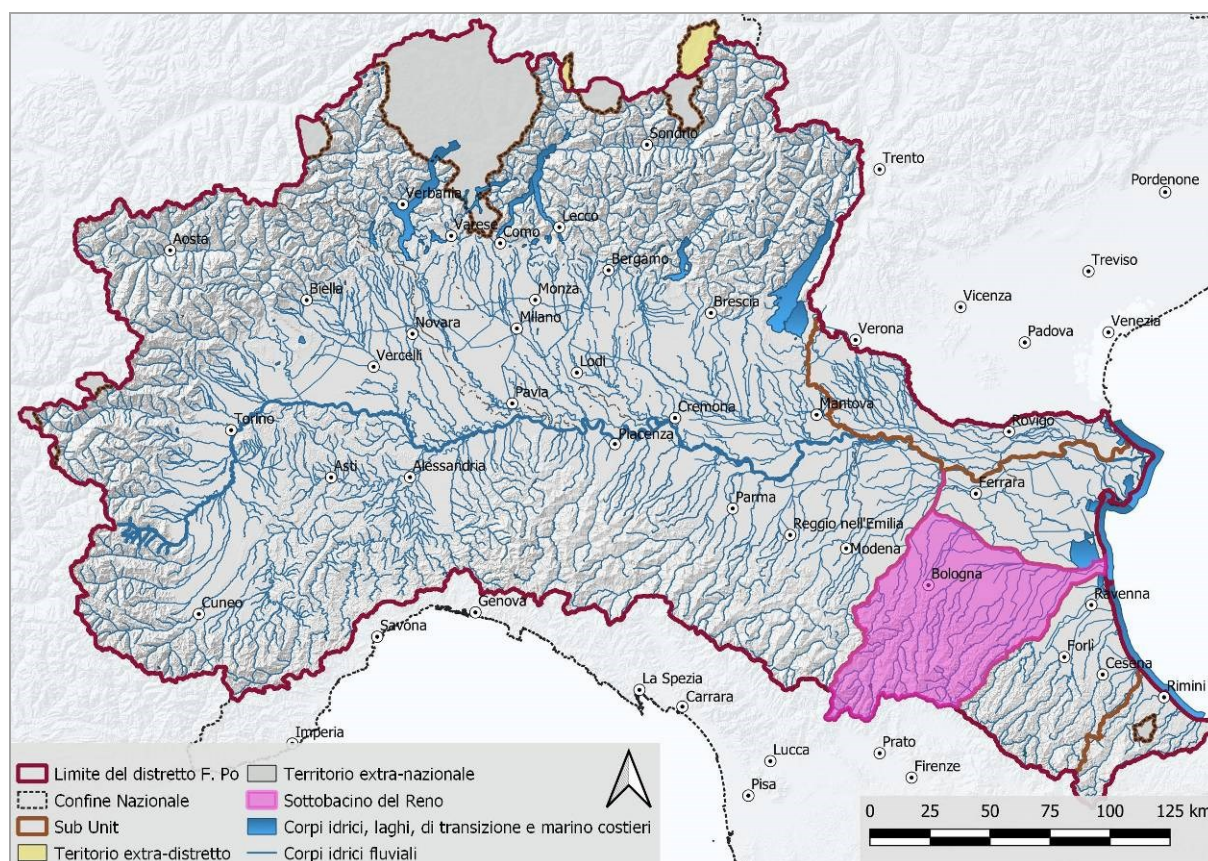 Sondrio
Trento
Pordenone
Verbania
Varese
Como
Lecco
Aosta
Bergamo
Treviso
Biella
Monza
Brescia
Vicenza
Novara
Milano
Verona
Padova
Venezia
Vercelli
Lodi
Pavia
Cremona
Mantova
Torino
Piacenza
Rovigo
Asti
Alessandria
Parma
Ferrara
Reggio nell'Emilia
Modena
Bologna
Cuneo
Genova
Ravenna
Savona
Forlì
Cesena
La Spezia
Carrara
Rimini
Imperia
Lucca
Prato
Pisa
Firenze
Limite del distretto F. Po
Confine Nazionale
Sub Unit
Territorio extra-distretto
Territorio extra-nazionale
Sottobacino del Reno
Corpi idrici, laghi, di transizione e marino costieri
Corpi idrici fluviali
0 25 50 75 100 125 km